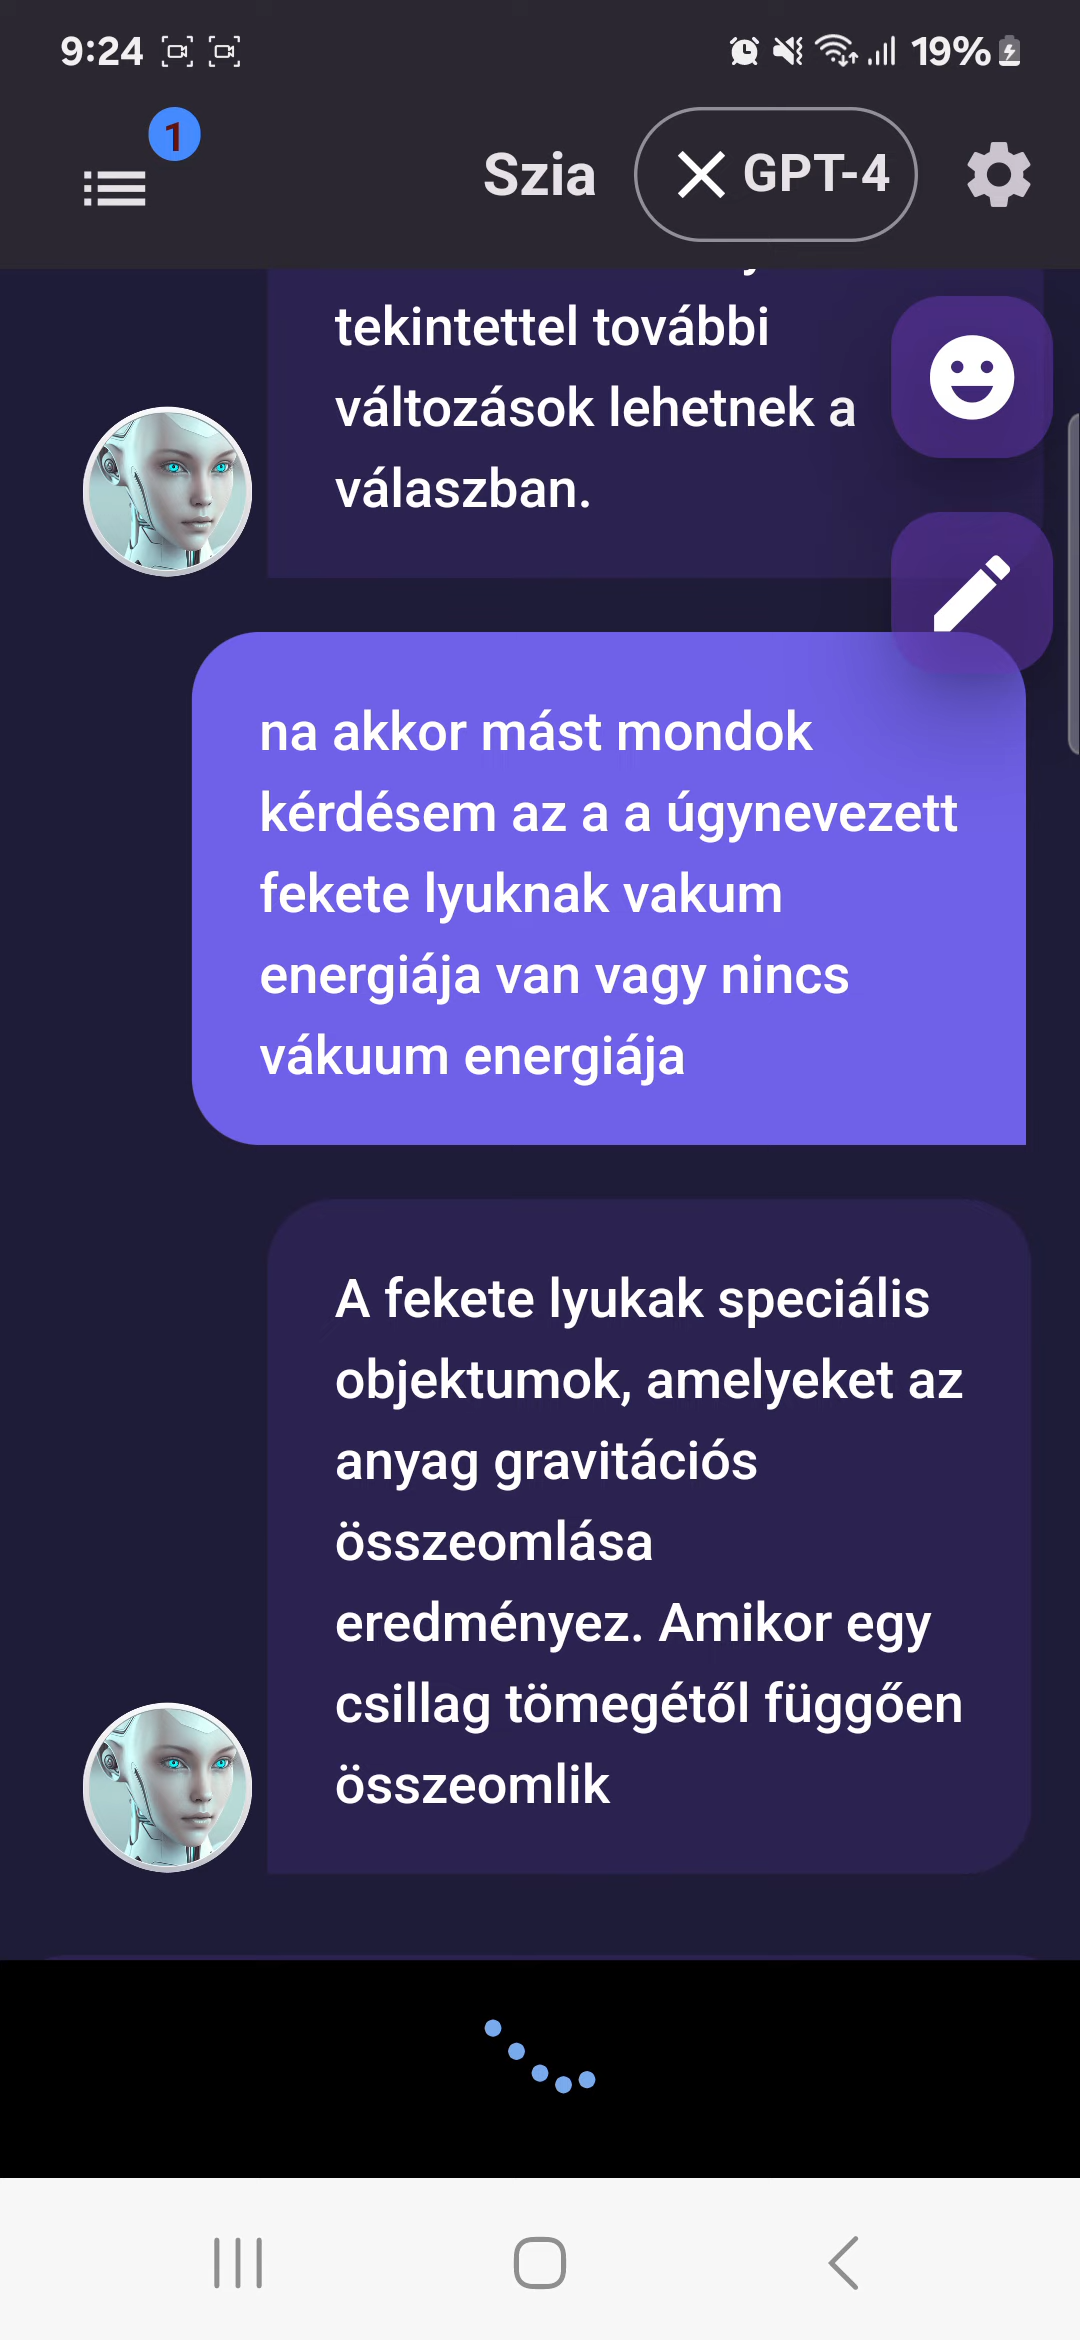 9:24
19%
1
Szia
GPT-4
tekintettel további
változások lehetnek a
válaszban.
na akkor mást mondok
kérdésem az a a úgynevezett
fekete lyuknak vakum
energiája van vagy nincs
vákuum energiája
A fekete lyukak speciális
objektumok, amelyeket az
anyag gravitációs
összeomlása
eredményez. Amikor egy
csillag tömegétől függően
összeomlik